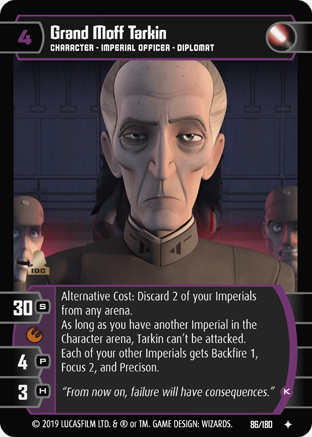 4 Grand Moff Tarkin
CHARACTER • IMPERIAL OFFICER • DIPLOMAT
IDC
30 S
4 P
3 H
Alternative Cost: Discard 2 of your Imperials
from any arena.
As long as you have another Imperial in the
Character arena, Tarkin can't be attacked.
Each of your other Imperials gets Backfire 1,
Focus 2, and Precison.
"From now on, failure will have consequences." K
© 2019 LUCASFILM LTD. & ® or TM. GAME DESIGN: WIZARDS. 86/180